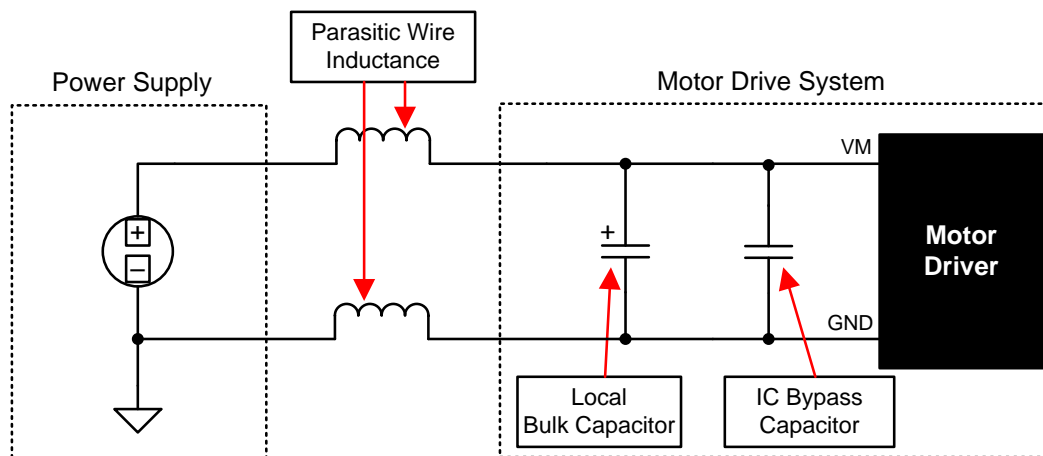 Parasitic Wire
Inductance
Power Supply
Motor Drive System
VM
+
+
−
Motor
Driver
GND
Local
Bulk Capacitor
IC Bypass
Capacitor